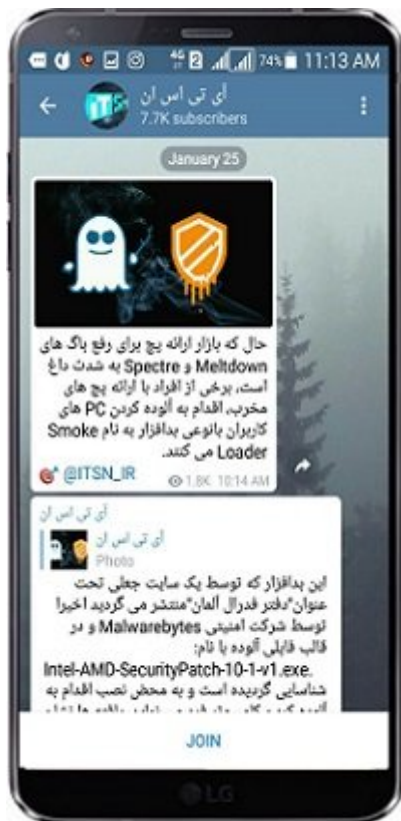 74% 11:13 AM
آی تی اس ان
7.7K subscribers
January 25
حال که بازار ارائه پچ برای رفع باگ های
Meltdown و Spectre به شدت داغ
است، برخی از افراد با ارائه پچ های
مخرب، اقدام به آلوده کردن PC های
کاربران بانوعی بدافزار به نام Smoke
Loader می کنند.
@ITSN_IR 1.8K 10:14 AM
آی تی اس ان
آی تی اس ان
Photo
این بدافزار که توسط یک سایت جعلی تحت
عنوان"دفتر فدرال آلمان"منتشر می گردید اخیرا
توسط شرکت امنیتی Malwarebytes و در
قالب فایلی آلوده با نام:
Intel-AMD-SecurityPatch-10-1-v1.exe.
شناسایی گردیده است و به محض نصب اقدام به
JOIN
LG